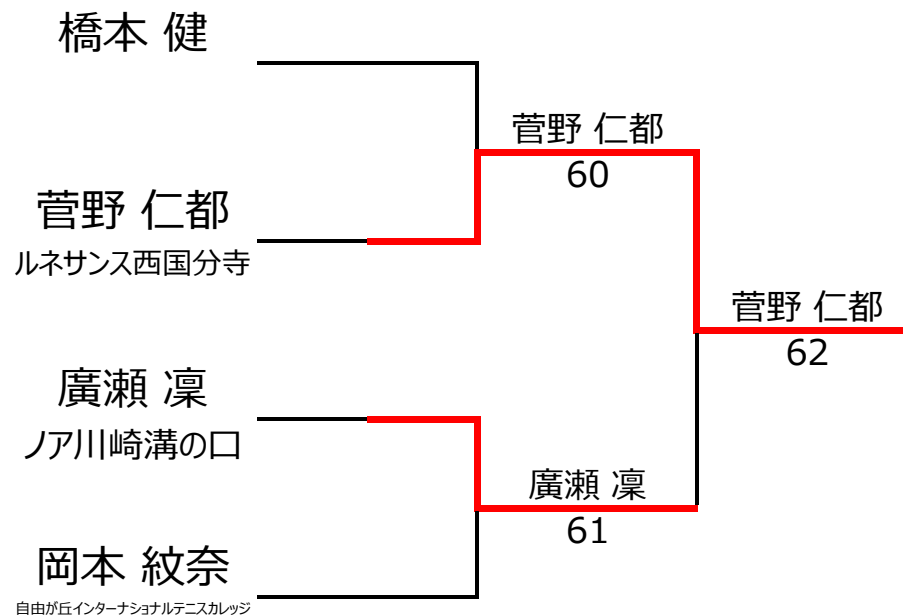 橋本 健
菅野 仁都
60
菅野 仁都
ルネサンス西国分寺
菅野 仁都
62
廣瀬 凜
ノア川崎溝の口
廣瀬 凜
61
岡本 紋奈
自由が丘インターナショナルテニスカレッジ